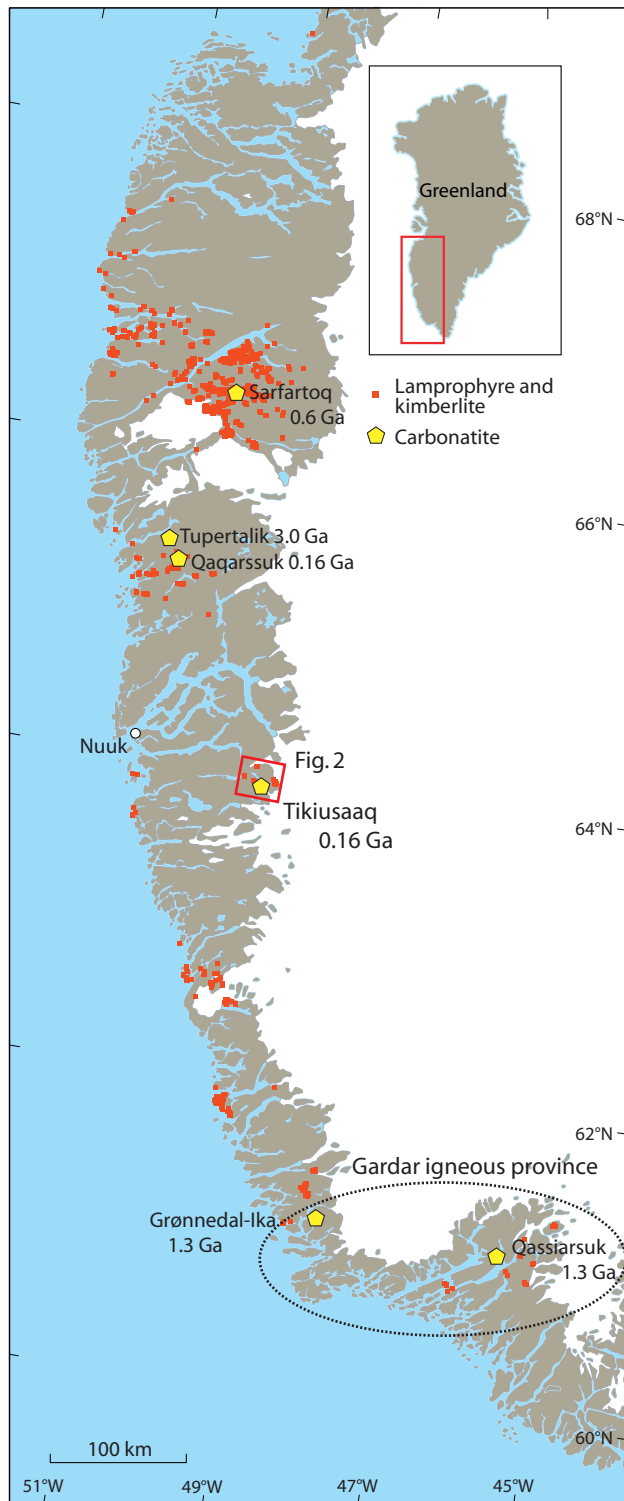 Greenland
68°N
Lamprophyre and
kimberlite
Carbonatite
Sarfartoq
0.6 Ga
66°N
Tupertalik 3.0 Ga
Qaqarssuk 0.16 Ga
Nuuk
Fig. 2
Tikiusaaq
0.16 Ga
64°N
62°N
Gardar igneous province
Grønnedal-Ika
1.3 Ga
Qassiarsuk
1.3 Ga
60°N
100 km
51°W
49°W
47°W
45°W